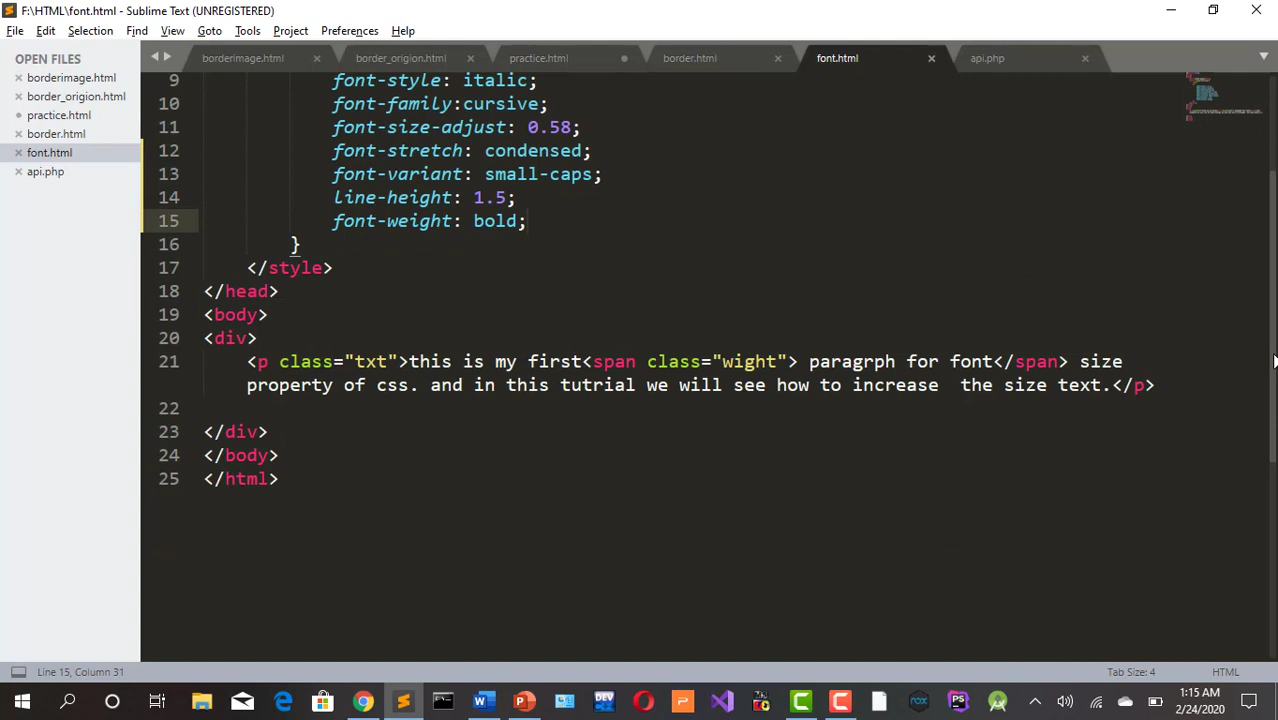 F:\HTML\font.html - Sublime Text (UNREGISTERED)
File Edit Selection Find View Goto Tools Project Preferences Help
OPEN FILES
borderimage.html
border_origion.html
practice.html
border.html
font.html
api.php
borderimage.html border_origion.html practice.html border.html font.html api.php
9 font-style: italic;
10 font-family:cursive;
11 font-size-adjust: 0.58;
12 font-stretch: condensed;
13 font-variant: small-caps;
14 line-height: 1.5;
15 font-weight: bold;
16 }
17 </style>
18 </head>
19 <body>
20 <div>
21 <p class="txt">this is my first<span class="wight"> paragrph for font</span> size
property of css. and in this tutrial we will see how to increase  the size text.</p>
22
23 </div>
24 </body>
25 </html>
Line 15, Column 31 Tab Size: 4 HTML
1:15 AM
2/24/2020